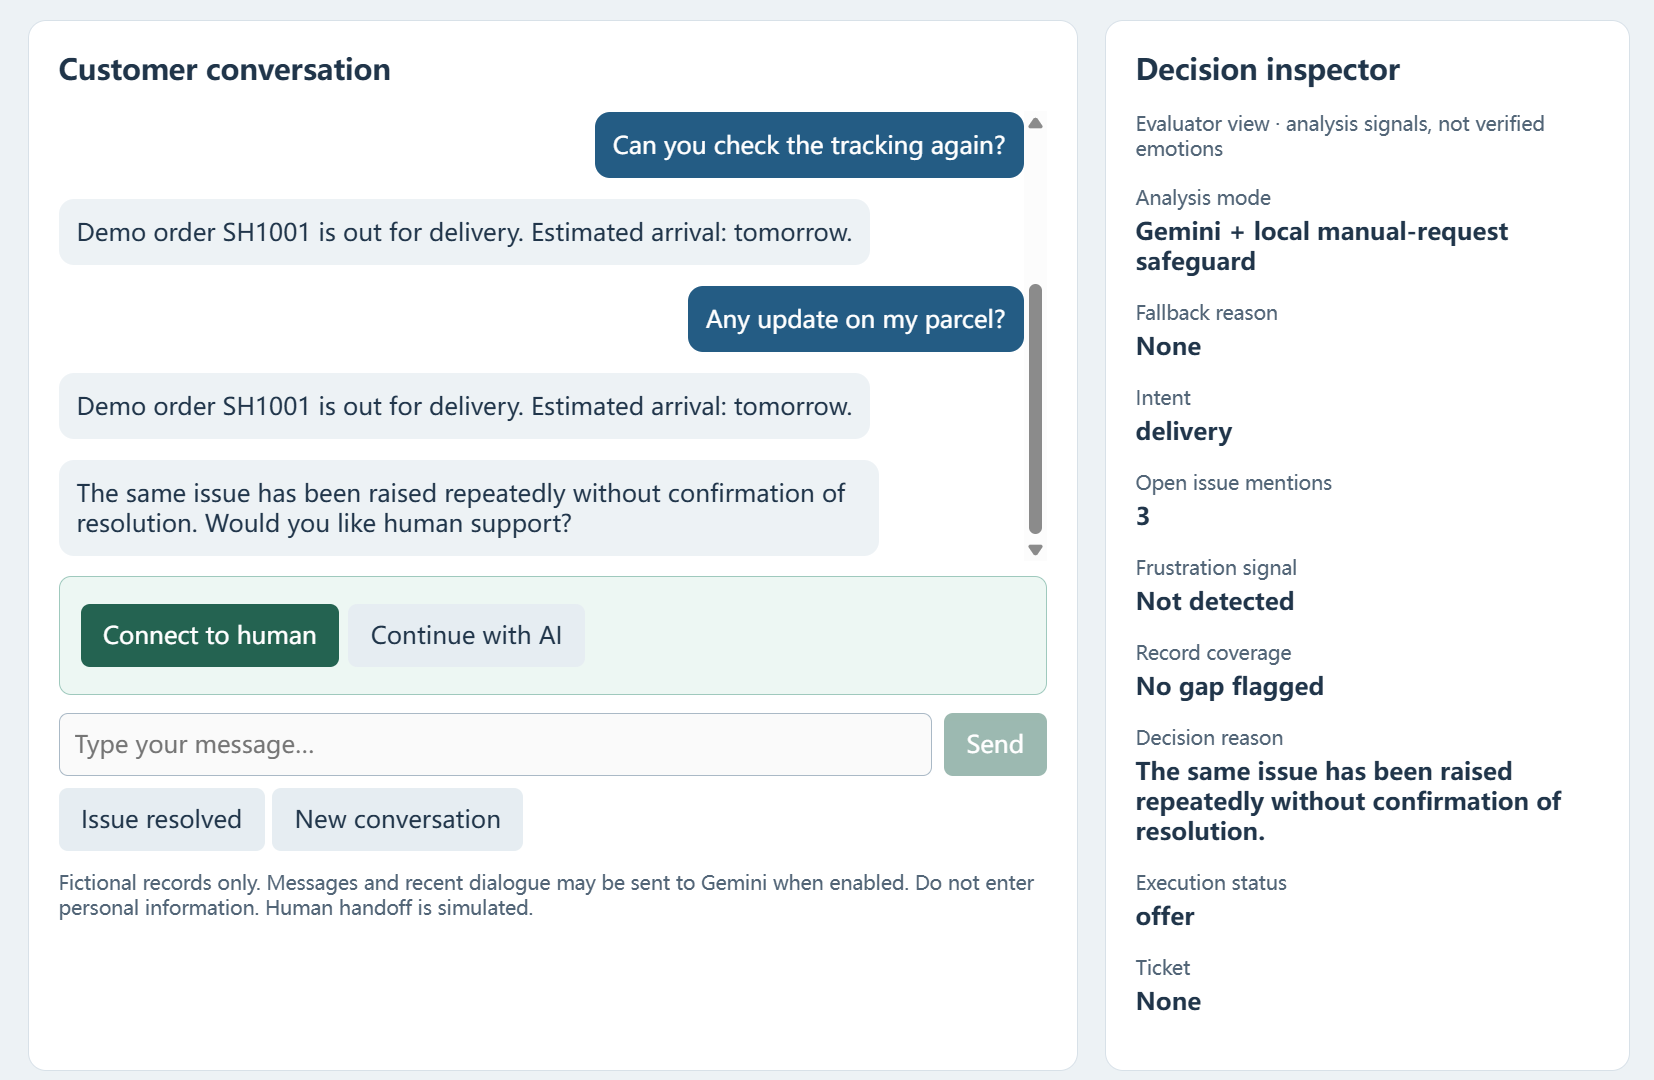 Customer conversation
Can you check the tracking again?
Demo order SH1001 is out for delivery. Estimated arrival: tomorrow.
Any update on my parcel?
Demo order SH1001 is out for delivery. Estimated arrival: tomorrow.
The same issue has been raised repeatedly without confirmation of
resolution. Would you like human support?
Connect to human
Continue with AI
Type your message...
Send
Issue resolved
New conversation
Fictional records only. Messages and recent dialogue may be sent to Gemini when enabled. Do not enter
personal information. Human handoff is simulated.
Decision inspector
Evaluator view · analysis signals, not verified
emotions
Analysis mode
Gemini + local manual-request
safeguard
Fallback reason
None
Intent
delivery
Open issue mentions
3
Frustration signal
Not detected
Record coverage
No gap flagged
Decision reason
The same issue has been raised
repeatedly without confirmation of
resolution.
Execution status
offer
Ticket
None